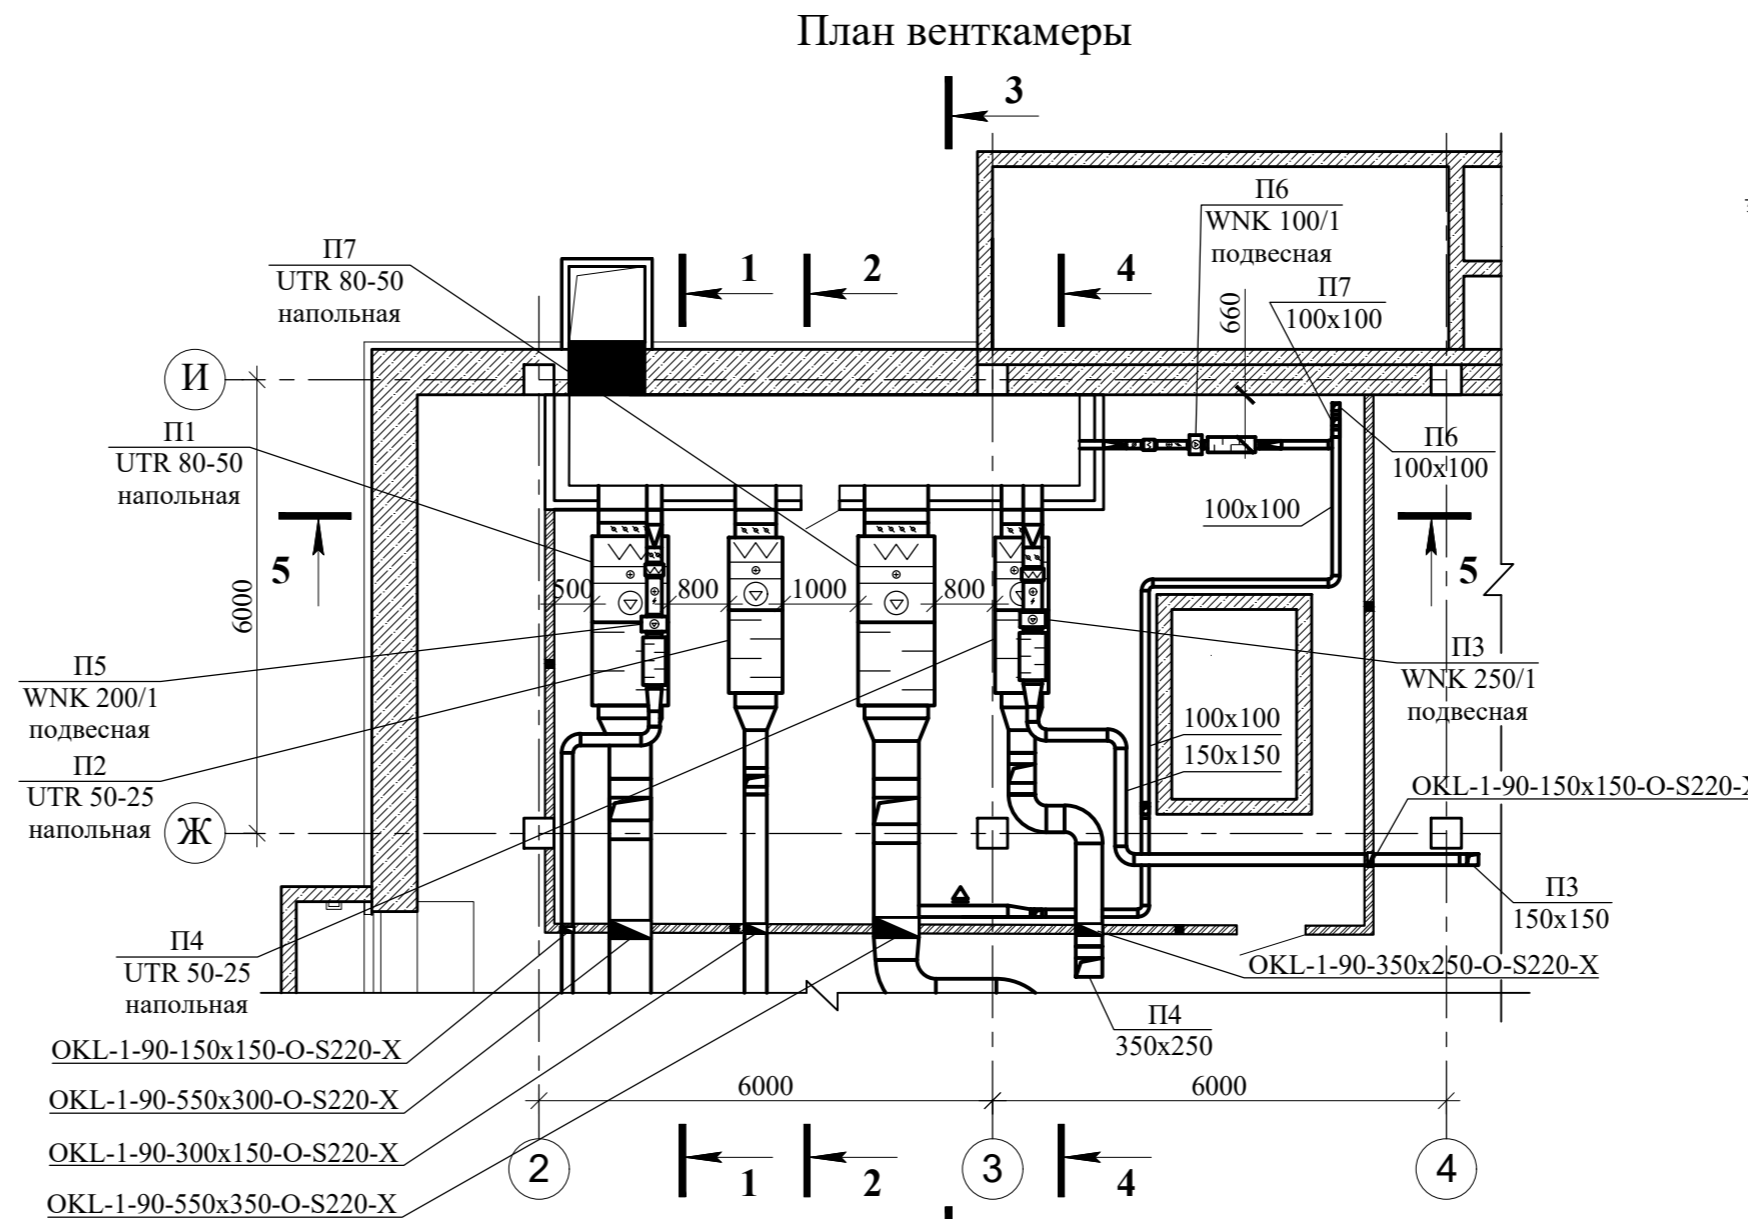 План венткамеры
3
П6
WNK 100/1
подвесная
П7
UTR 80-50
напольная
1
2
4
П7
100x100
660
И
П1
UTR 80-50
напольная
П6
100x100
100x100
5
5
6000
500
800
1000
800
П5
WNK 200/1
подвесная
П3
WNK 250/1
подвесная
100x100
150x150
П2
UTR 50-25
напольная
OKL-1-90-150x150-O-S220-X
Ж
П3
150x150
П4
UTR 50-25
напольная
OKL-1-90-350x250-O-S220-X
П4
350x250
OKL-1-90-150x150-O-S220-X
OKL-1-90-550x300-O-S220-X
OKL-1-90-300x150-O-S220-X
OKL-1-90-550x350-O-S220-X
6000
6000
2
3
4
1
2
4